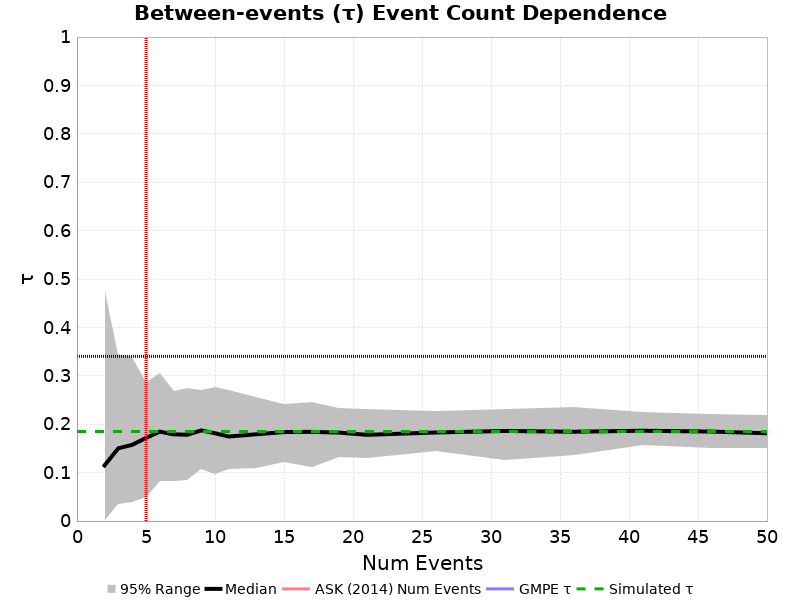 Between-events (τ) Event Count Dependence
1
0.9
0.8
0.7
0.6
0.5
0.4
0.3
0.2
0.1
0
τ
0 5 10 15 20 25 30 35 40 45 50
Num Events
95% Range Median ASK (2014) Num Events GMPE τ Simulated τ